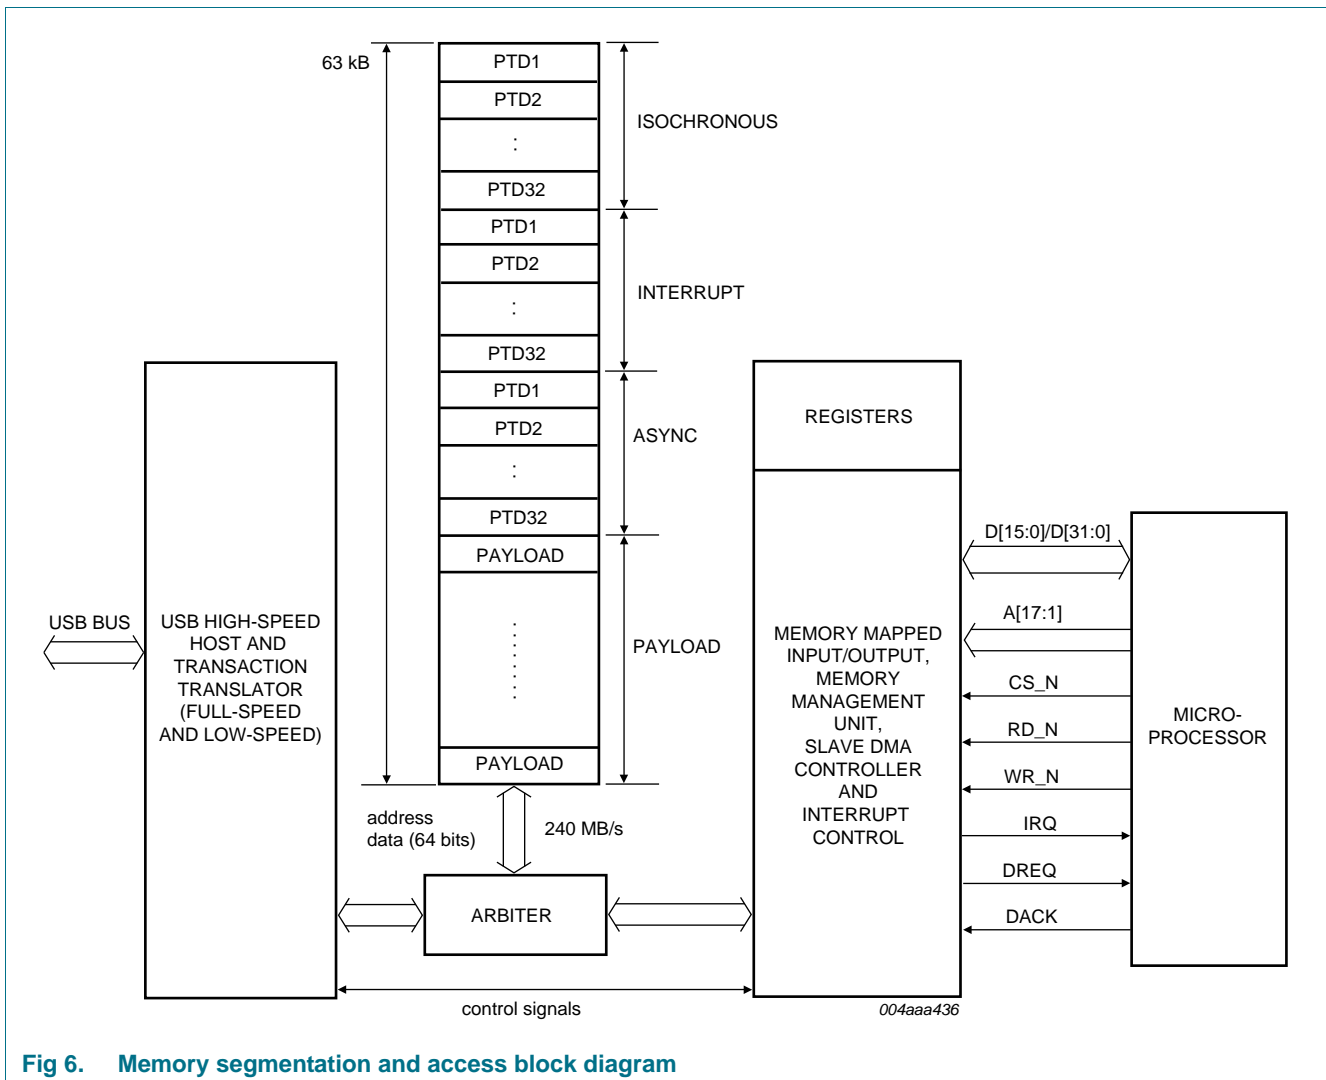 63 kB
PTD1
PTD2
:
PTD32
ISOCHRONOUS
PTD1
PTD2
:
PTD32
INTERRUPT
PTD1
PTD2
:
PTD32
ASYNC
PAYLOAD
PAYLOAD
PAYLOAD
address
data (64 bits)
240 MB/s
ARBITER
USB BUS
USB HIGH-SPEED
HOST AND
TRANSACTION
TRANSLATOR
(FULL-SPEED
AND LOW-SPEED)
control signals
REGISTERS
MEMORY MAPPED
INPUT/OUTPUT,
MEMORY
MANAGEMENT
UNIT,
SLAVE DMA
CONTROLLER
AND
INTERRUPT
CONTROL
D[15:0]/D[31:0]
A[17:1]
CS_N
RD_N
WR_N
IRQ
DREQ
DACK
MICRO-
PROCESSOR
004aaa436
Fig 6. Memory segmentation and access block diagram